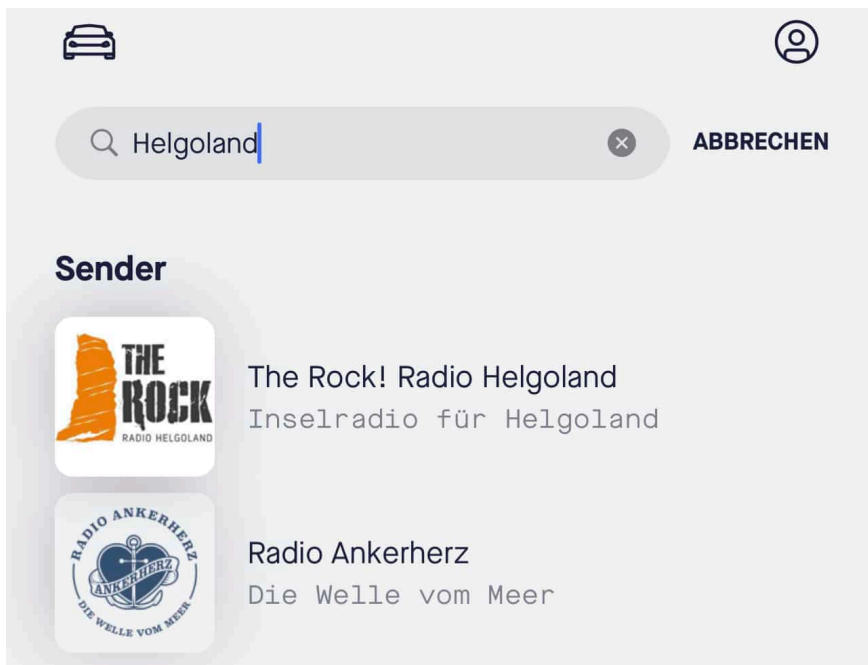 Helgoland
ABBRECHEN
Sender
THE
ROCK
RADIO HELGOLAND
The Rock! Radio Helgoland
Inselradio für Helgoland
RADIO ANKERHERZ
ANKERHERZ
DIE WELLE VOM MEER
Radio Ankerherz
Die Welle vom Meer